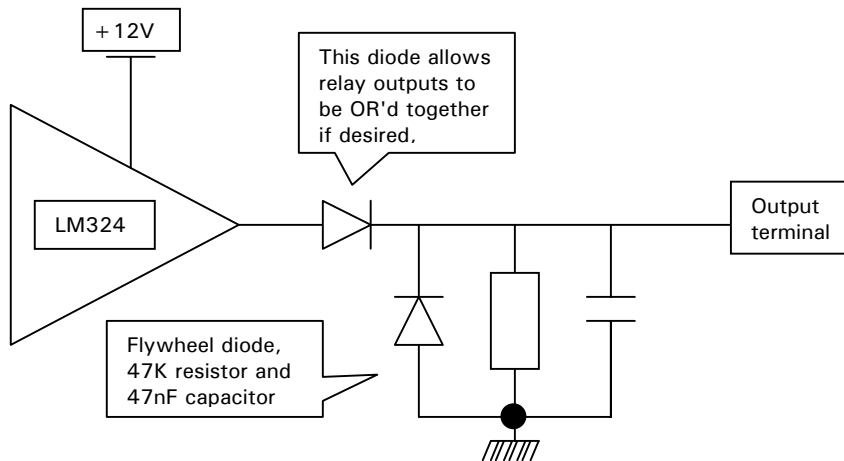 +12V
This diode allows
relay outputs to
be OR'd together
if desired.
LM324
Output
terminal
Flywheel diode,
47K resistor and
47nF capacitor